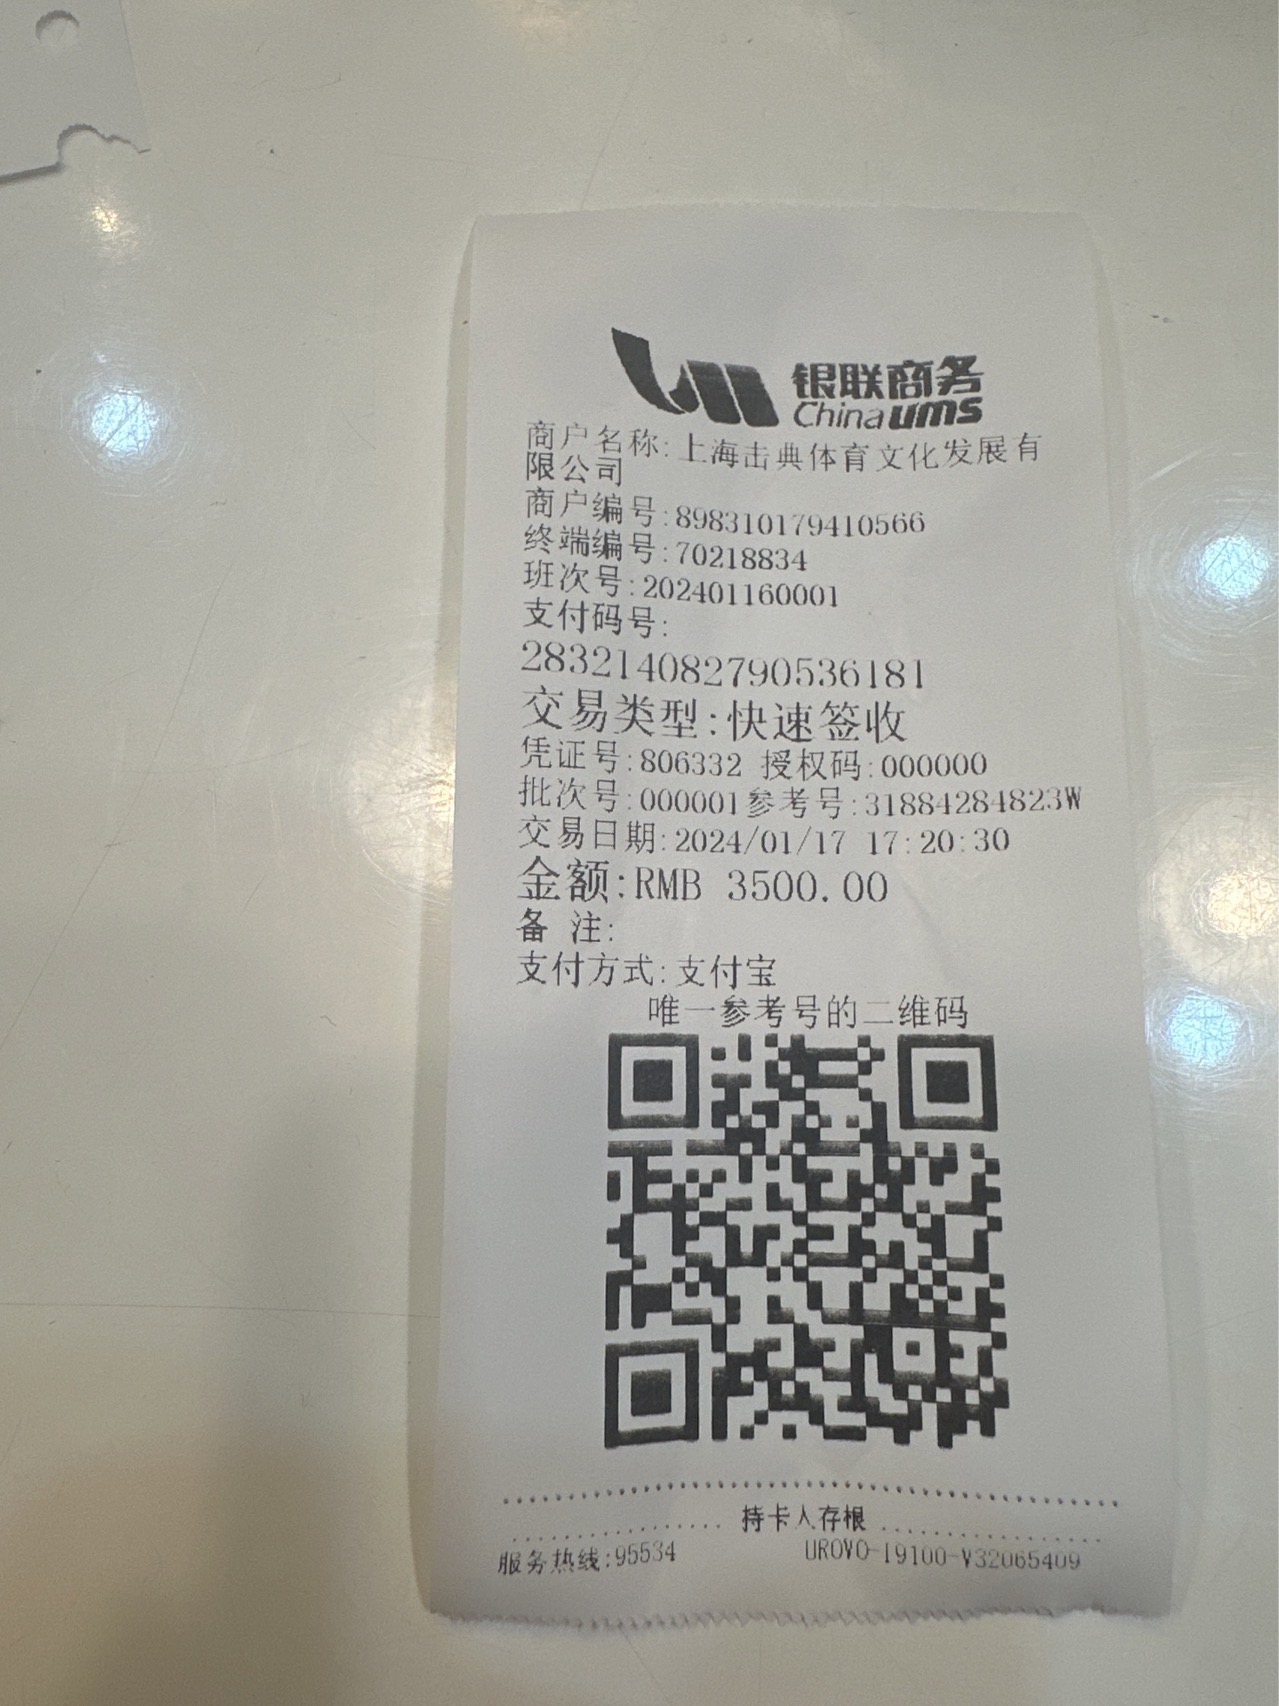 银联商务
China ums
商户名称:上海击典体育文化发展有
限公司
商户编号:898310179410566
终端编号:70218834
班次号:202401160001
支付码号:
283214082790536181
交易类型:快速签收
凭证号:806332 授权码:000000
批次号:000001参考号:31884284823W
交易日期:2024/01/17 17:20:30
金额:RMB 3500.00
备 注:
支付方式:支付宝
唯一参考号的二维码
持卡人存根
服务热线:95534 UROVO-I9100-V32065409